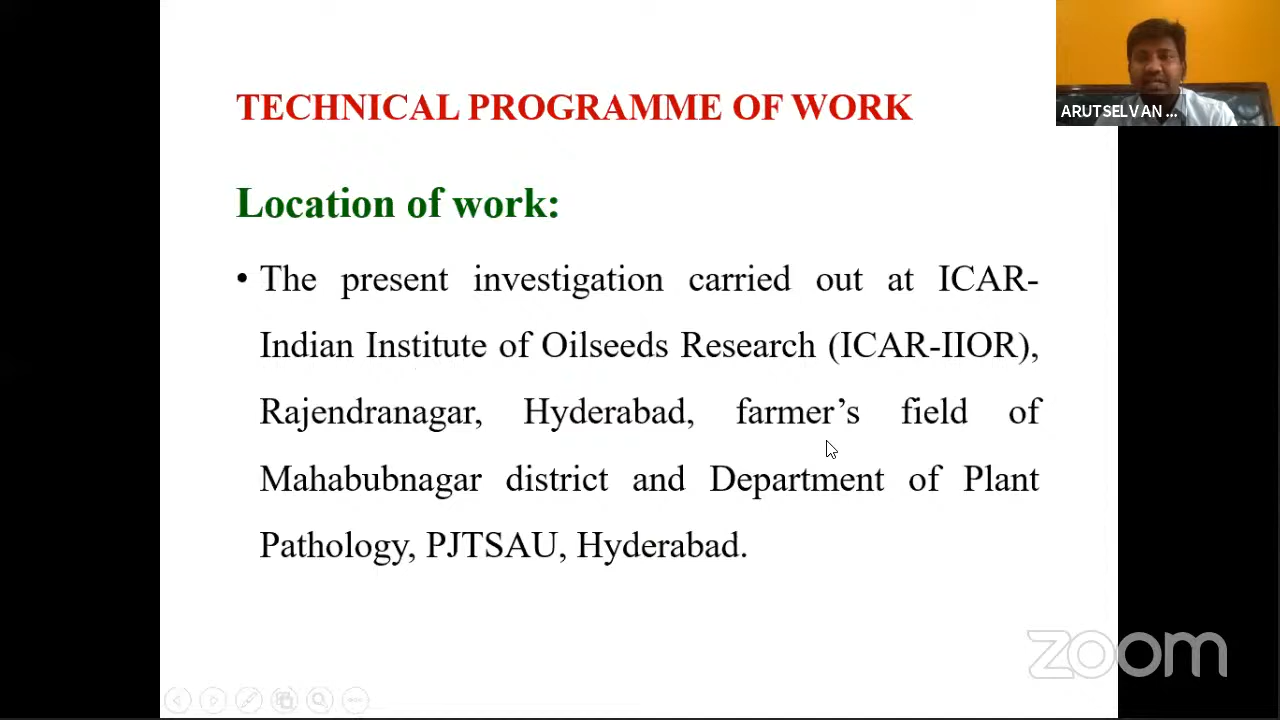 TECHNICAL PROGRAMME OF WORK
ARUTSELVAN ...
Location of work:
• The present investigation carried out at ICAR-
Indian Institute of Oilseeds Research (ICAR-IIOR),
Rajendranagar, Hyderabad, farmer’s field of
Mahabubnagar district and Department of Plant
Pathology, PJTSAU, Hyderabad.
zoom